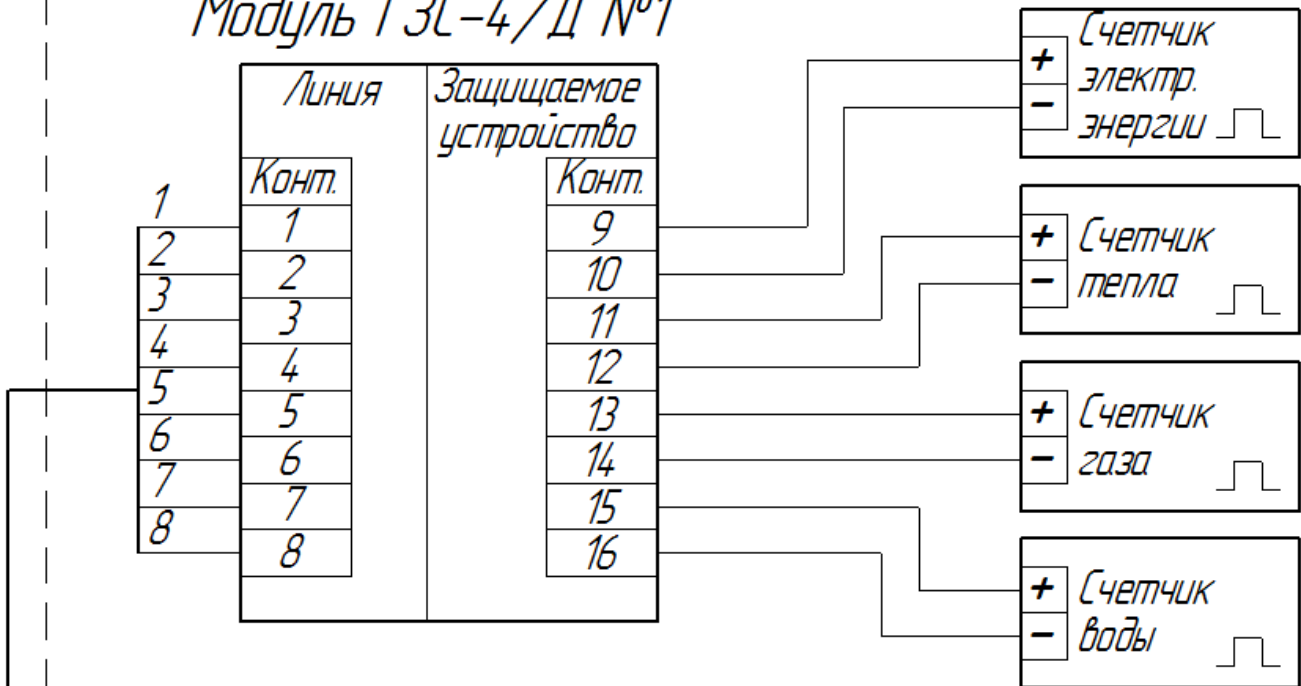 Модуль ГЗС-4/Д №1
Линия
Защищаемое
устройство
Конт.
Конт.
1
2
3
4
5
6
7
8
1
2
3
4
5
6
7
8
9
10
11
12
13
14
15
16
+
-
Счетчик
электр.
энергии
+
-
Счетчик
тепла
+
-
Счетчик
газа
+
-
Счетчик
воды